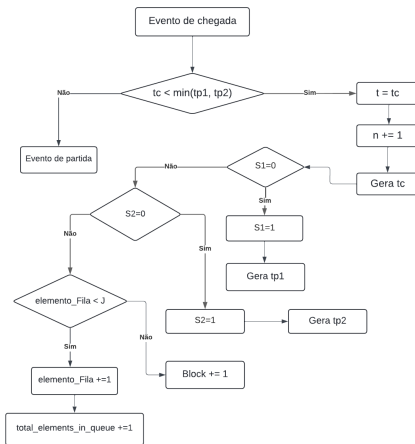 Evento de chegada
tc < min(tp1, tp2)
Não
Sim
t = tc
n += 1
Gera tc
Evento de partida
S1=0
Não
Sim
S1=1
Gera tp1
S2=0
Não
Sim
S2=1
Gera tp2
elemento_Fila < J
Não
Sim
Block += 1
elemento_Fila +=1
total_elements_in_queue +=1